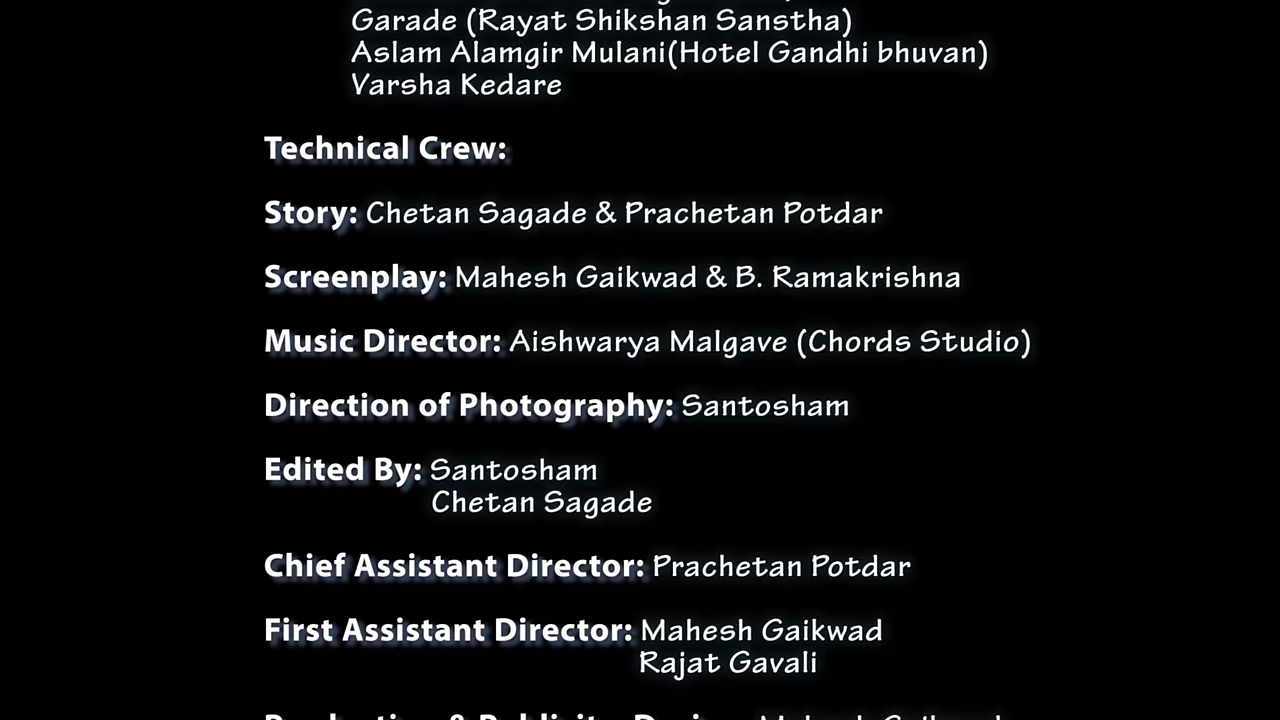 Garade (Rayat Shikshan Sanstha)
Aslam Alamgir Mulani(Hotel Gandhi bhuvan)
Varsha Kedare
Technical Crew:
Story: Chetan Sagade & Prachetan Potdar
Screenplay: Mahesh Gaikwad & B. Ramakrishna
Music Director: Aishwarya Malgave (Chords Studio)
Direction of Photography: Santosham
Edited By: Santosham
Chetan Sagade
Chief Assistant Director: Prachetan Potdar
First Assistant Director: Mahesh Gaikwad
Rajat Gavali